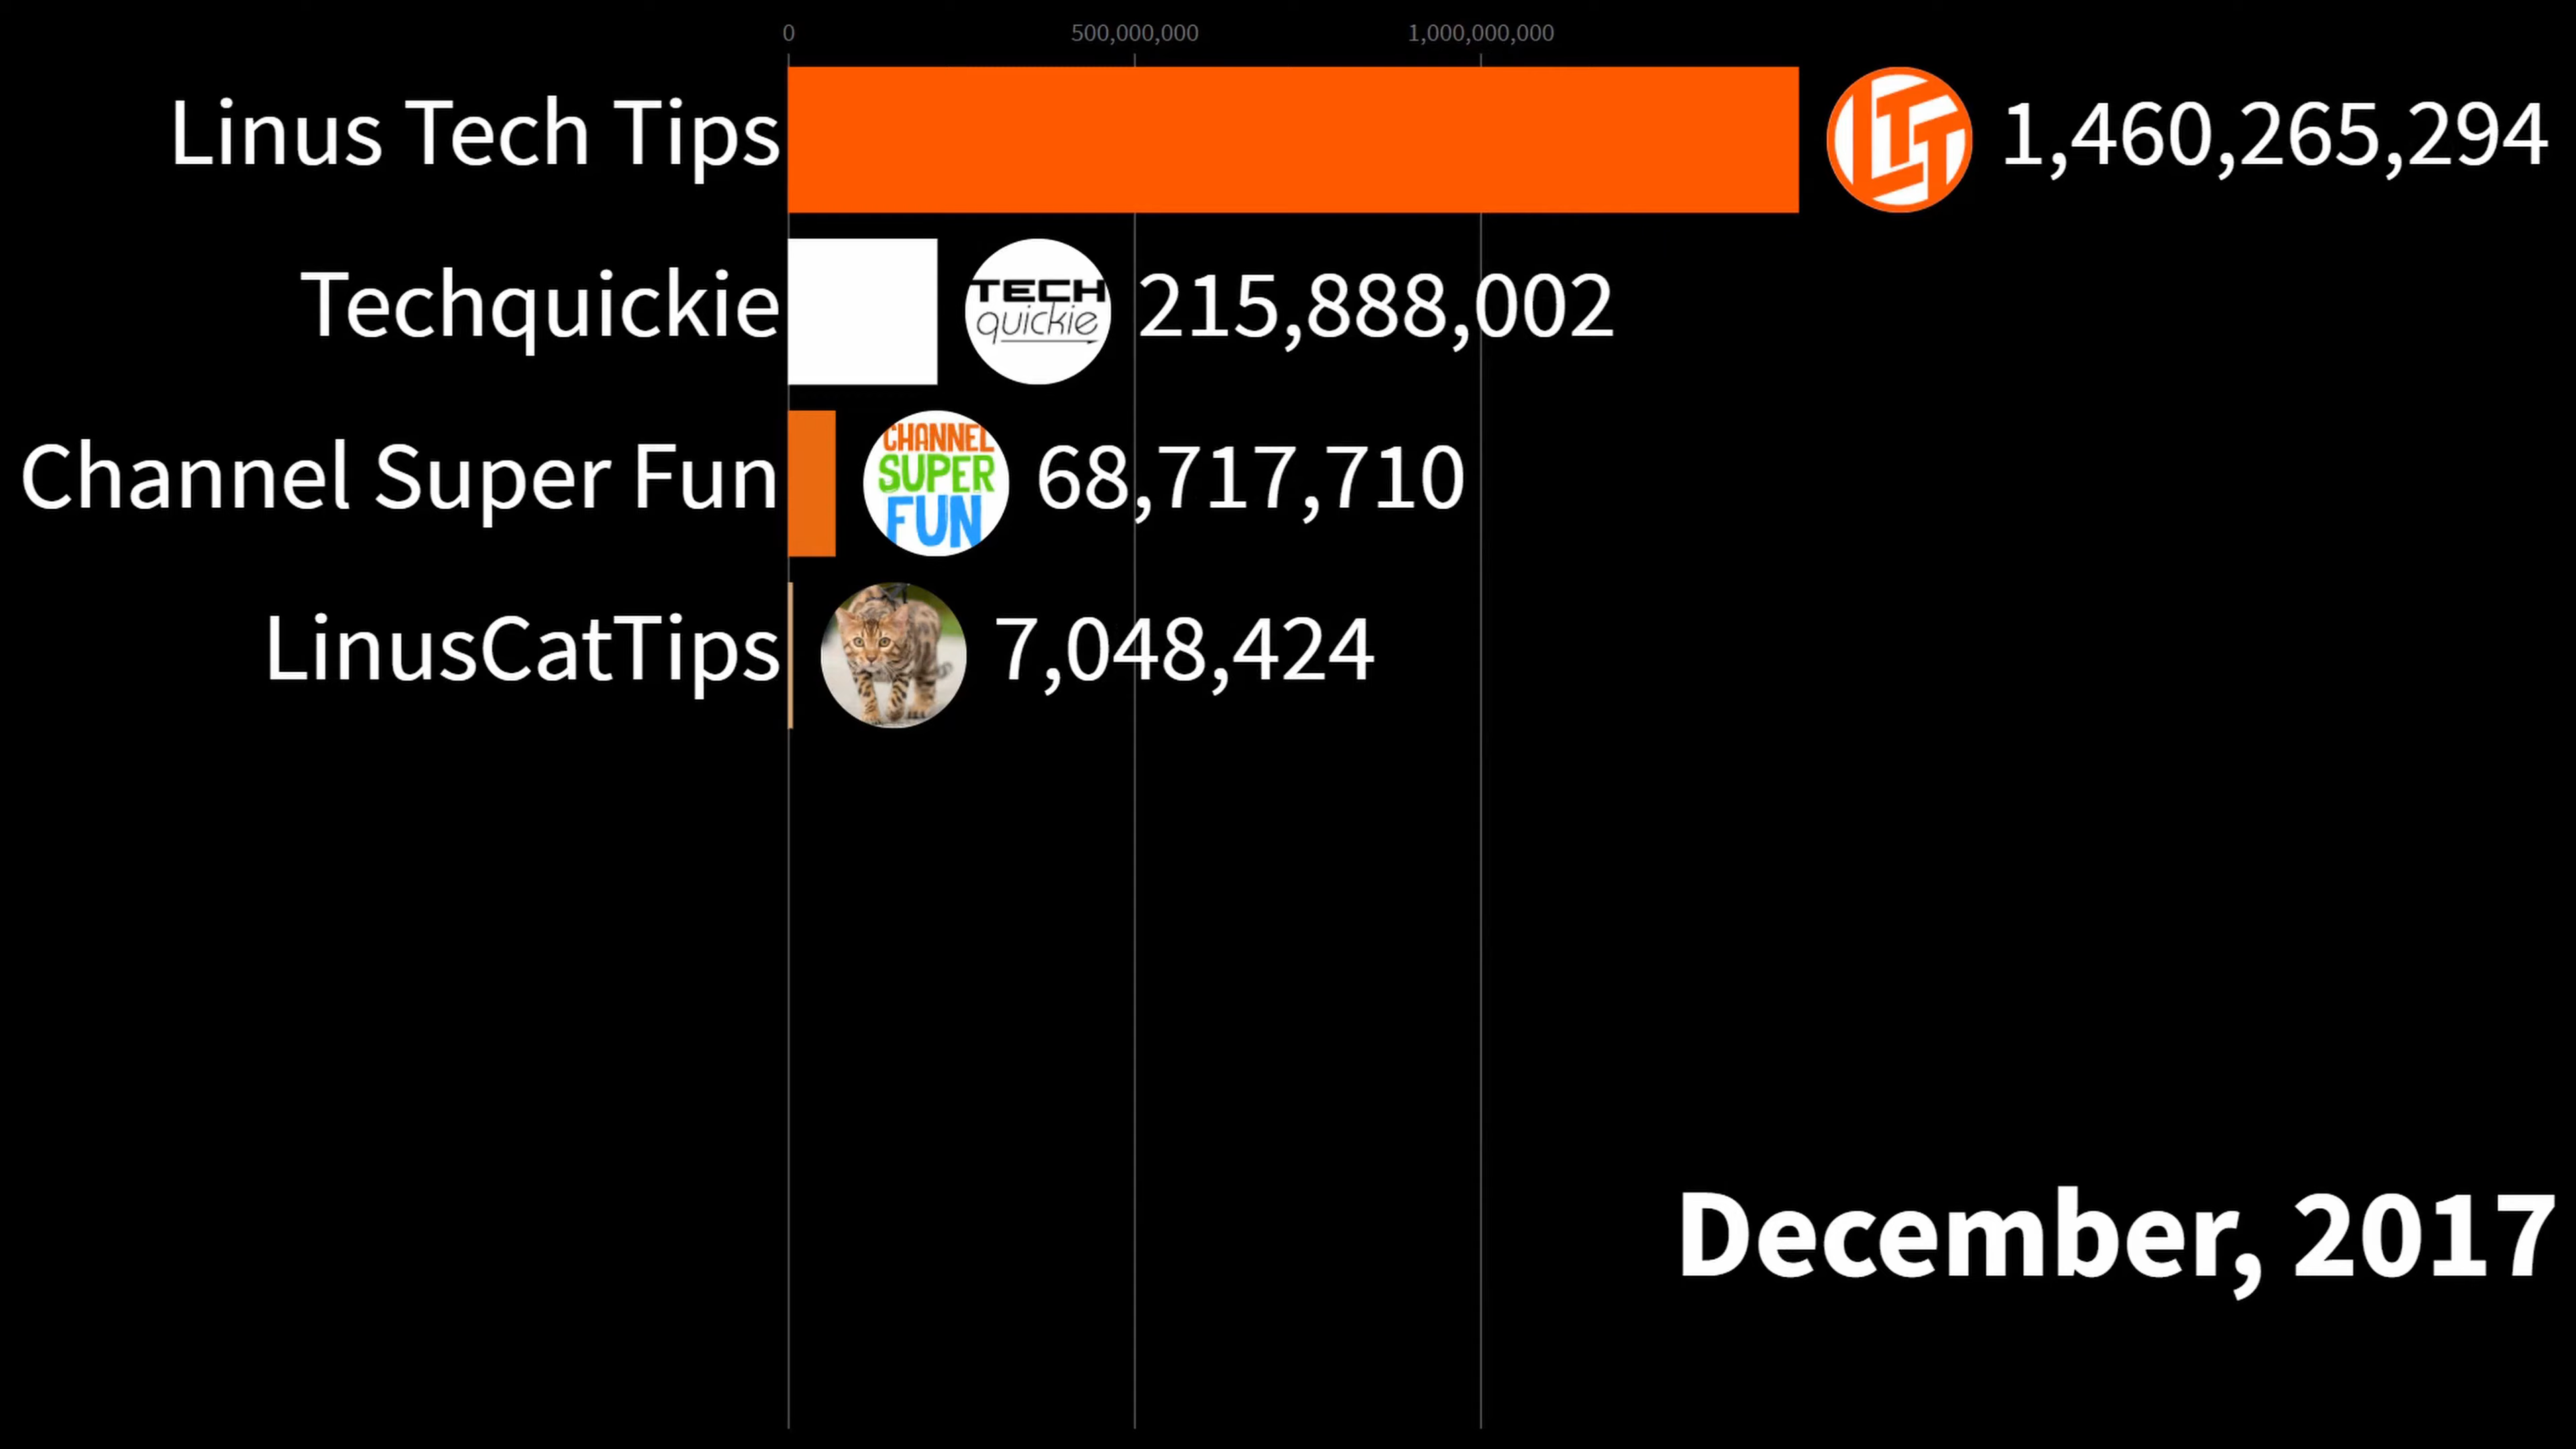 0 500,000,000 1,000,000,000
Linus Tech Tips LTT 1,460,265,294
Techquickie TECH quickie 215,888,002
Channel Super Fun CHANNEL SUPER FUN 68,717,710
LinusCatTips 7,048,424
December, 2017